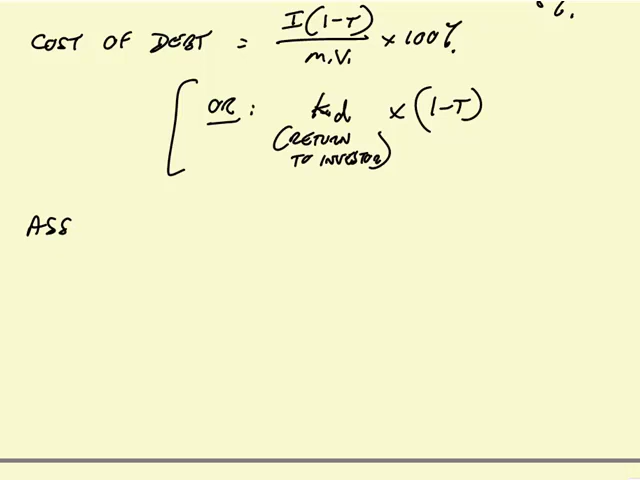 %.
COST OF DEBT = I(1-T) / M.V. × 100%.
OR: kd × (1-T)
(RETURN
TO INVESTOR)
ASS